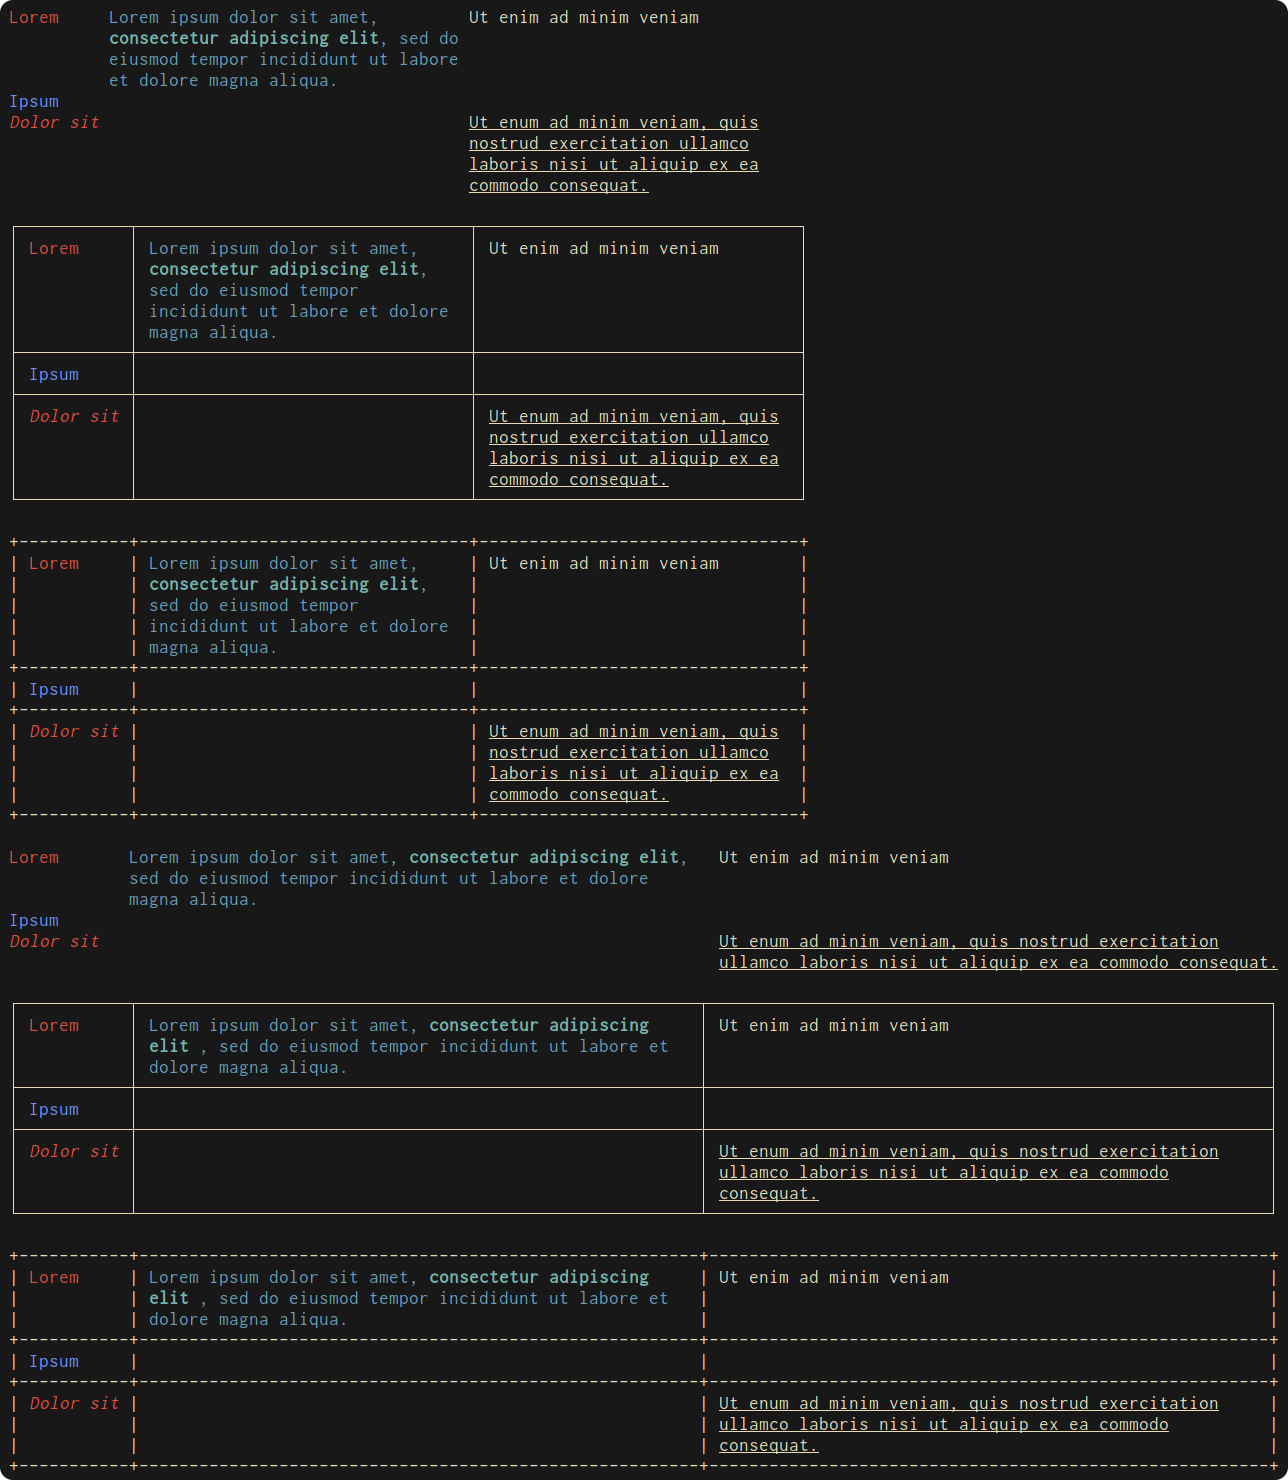 Lorem     Lorem ipsum dolor sit amet,         Ut enim ad minim veniam
          consectetur adipiscing elit, sed do
          eiusmod tempor incididunt ut labore
          et dolore magna aliqua.
Ipsum
Dolor sit                                     Ut enum ad minim veniam, quis
                                              nostrud exercitation ullamco
                                              laboris nisi ut aliquip ex ea
                                              commodo consequat.
Lorem Lorem ipsum dolor sit amet, Ut enim ad minim veniam
consectetur adipiscing elit,
sed do eiusmod tempor
incididunt ut labore et dolore
magna aliqua.
Ipsum
Dolor sit Ut enum ad minim veniam, quis
nostrud exercitation ullamco
laboris nisi ut aliquip ex ea
commodo consequat.
+-----------+---------------------------------+--------------------------------+
| Lorem     | Lorem ipsum dolor sit amet,     | Ut enim ad minim veniam        |
|           | consectetur adipiscing elit,    |                                |
|           | sed do eiusmod tempor           |                                |
|           | incididunt ut labore et dolore  |                                |
|           | magna aliqua.                   |                                |
+-----------+---------------------------------+--------------------------------+
| Ipsum     |                                 |                                |
+-----------+---------------------------------+--------------------------------+
| Dolor sit |                                 | Ut enum ad minim veniam, quis  |
|           |                                 | nostrud exercitation ullamco   |
|           |                                 | laboris nisi ut aliquip ex ea  |
|           |                                 | commodo consequat.             |
+-----------+---------------------------------+--------------------------------+
Lorem       Lorem ipsum dolor sit amet, consectetur adipiscing elit,   Ut enim ad minim veniam
            sed do eiusmod tempor incididunt ut labore et dolore
            magna aliqua.
Ipsum
Dolor sit                                                              Ut enum ad minim veniam, quis nostrud exercitation
                                                                       ullamco laboris nisi ut aliquip ex ea commodo consequat.
Lorem Lorem ipsum dolor sit amet, consectetur adipiscing Ut enim ad minim veniam
elit , sed do eiusmod tempor incididunt ut labore et
dolore magna aliqua.
Ipsum
Dolor sit Ut enum ad minim veniam, quis nostrud exercitation
ullamco laboris nisi ut aliquip ex ea commodo
consequat.
+-----------+--------------------------------------------------------+--------------------------------------------------------+
| Lorem     | Lorem ipsum dolor sit amet, consectetur adipiscing     | Ut enim ad minim veniam                                |
|           | elit , sed do eiusmod tempor incididunt ut labore et   |                                                        |
|           | dolore magna aliqua.                                   |                                                        |
+-----------+--------------------------------------------------------+--------------------------------------------------------+
| Ipsum     |                                                        |                                                        |
+-----------+--------------------------------------------------------+--------------------------------------------------------+
| Dolor sit |                                                        | Ut enum ad minim veniam, quis nostrud exercitation     |
|           |                                                        | ullamco laboris nisi ut aliquip ex ea commodo          |
|           |                                                        | consequat.                                             |
+-----------+--------------------------------------------------------+--------------------------------------------------------+